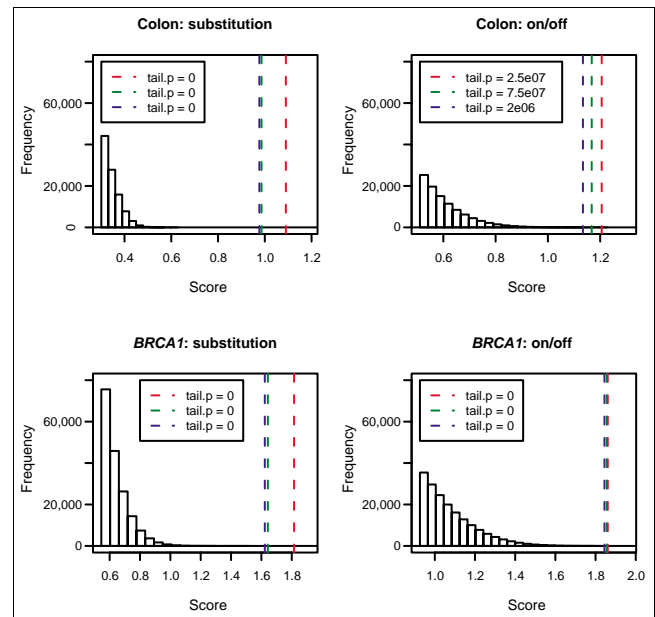 Colon: substitution
tail.p = 0
tail.p = 0
tail.p = 0
Frequency
60,000
20,000
0
0.4 0.6 0.8 1.0 1.2
Score
Colon: on/off
tail.p = 2.5e07
tail.p = 7.5e07
tail.p = 2e06
Frequency
60,000
20,000
0
0.6 0.8 1.0 1.2
Score
BRCA1: substitution
tail.p = 0
tail.p = 0
tail.p = 0
Frequency
60,000
20,000
0
0.6 0.8 1.0 1.2 1.4 1.6 1.8
Score
BRCA1: on/off
tail.p = 0
tail.p = 0
tail.p = 0
Frequency
60,000
20,000
0
1.0 1.2 1.4 1.6 1.8 2.0
Score